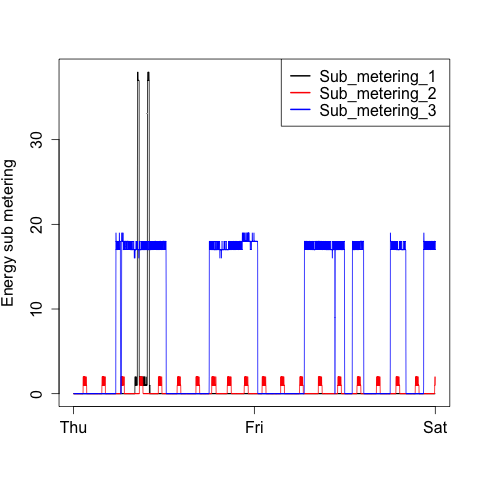 Sub_metering_1
Sub_metering_2
Sub_metering_3
Energy sub metering
30
20
10
0
Thu Fri Sat